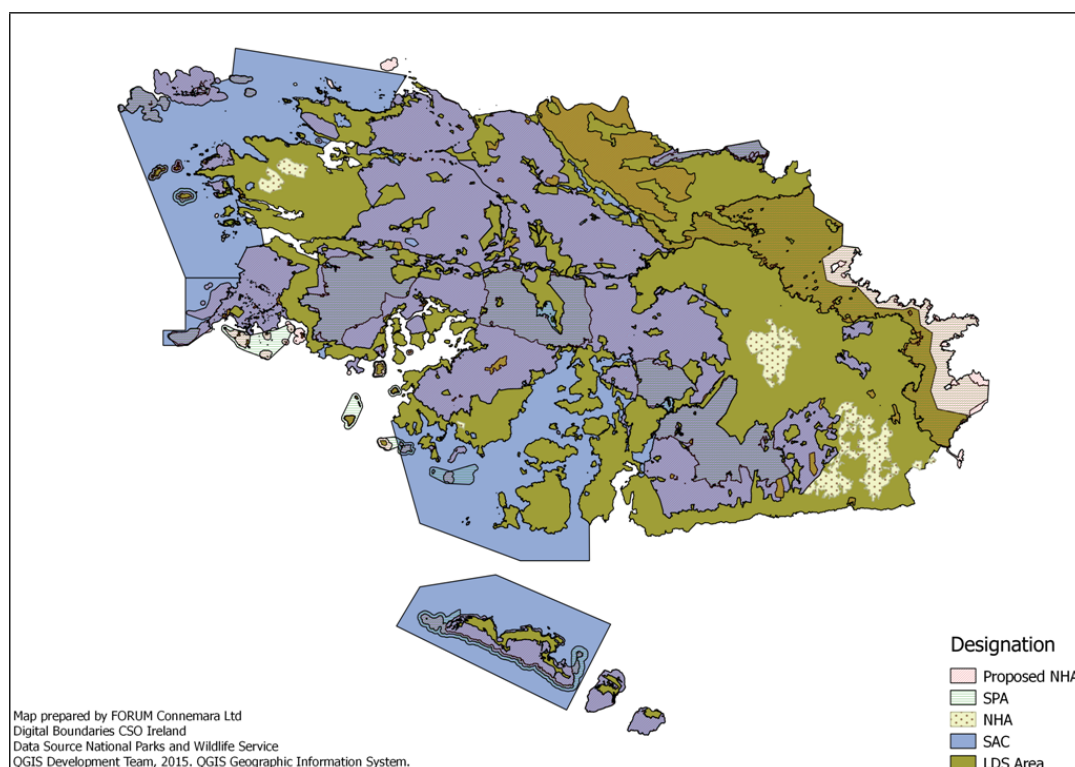 Designation
Proposed NHA
SPA
NHA
SAC
LDS Area
Map prepared by FORUM Connemara Ltd
Digital Boundaries CSO Ireland
Data Source National Parks and Wildlife Service
QGIS Development Team, 2015. QGIS Geographic Information System.